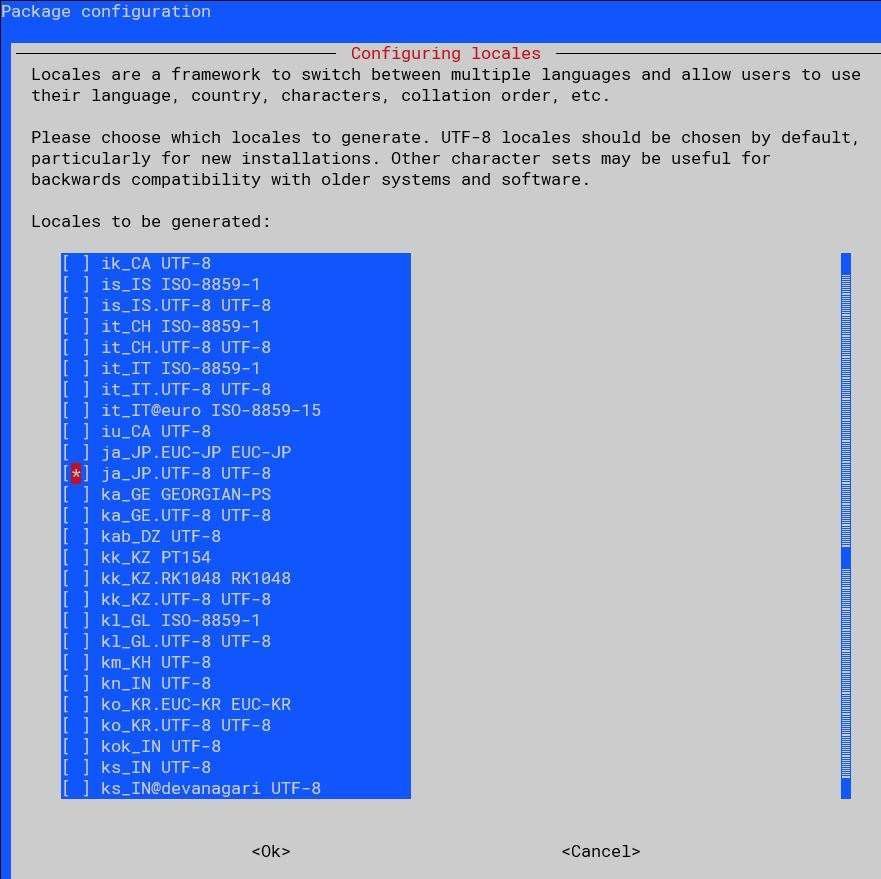 Package configuration
Configuring locales
Locales are a framework to switch between multiple languages and allow users to use
their language, country, characters, collation order, etc.
Please choose which locales to generate. UTF-8 locales should be chosen by default,
particularly for new installations. Other character sets may be useful for
backwards compatibility with older systems and software.
Locales to be generated:
[ ] ik_CA UTF-8
[ ] is_IS ISO-8859-1
[ ] is_IS.UTF-8 UTF-8
[ ] it_CH ISO-8859-1
[ ] it_CH.UTF-8 UTF-8
[ ] it_IT ISO-8859-1
[ ] it_IT.UTF-8 UTF-8
[ ] it_IT@euro ISO-8859-15
[ ] iu_CA UTF-8
[ ] ja_JP.EUC-JP EUC-JP
[*] ja_JP.UTF-8 UTF-8
[ ] ka_GE GEORGIAN-PS
[ ] ka_GE.UTF-8 UTF-8
[ ] kab_DZ UTF-8
[ ] kk_KZ PT154
[ ] kk_KZ.RK1048 RK1048
[ ] kk_KZ.UTF-8 UTF-8
[ ] kl_GL ISO-8859-1
[ ] kl_GL.UTF-8 UTF-8
[ ] km_KH UTF-8
[ ] kn_IN UTF-8
[ ] ko_KR.EUC-KR EUC-KR
[ ] ko_KR.UTF-8 UTF-8
[ ] kok_IN UTF-8
[ ] ks_IN UTF-8
[ ] ks_IN@devanagari UTF-8
<Ok> <Cancel>